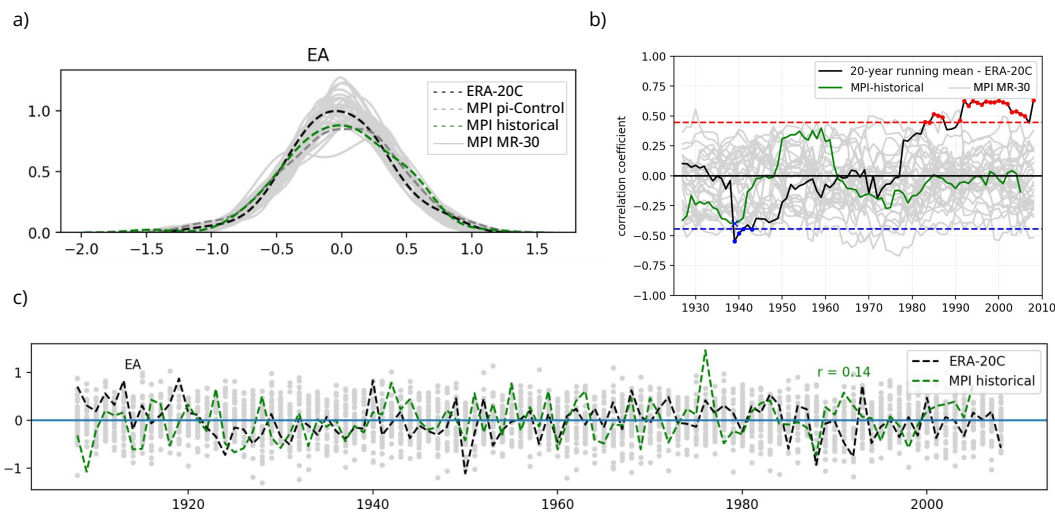 a)
EA
ERA-20C
MPI pi-Control
MPI historical
MPI MR-30
1.0
0.5
0.0
−2.0 −1.5 −1.0 −0.5 0.0 0.5 1.0 1.5
b)
20-year running mean - ERA-20C
MPI-historical MPI MR-30
correlation coefficient
1.00
0.75
0.50
0.25
0.00
−0.25
−0.50
−0.75
−1.00
1930 1940 1950 1960 1970 1980 1990 2000 2010
c)
EA
r = 0.14
ERA-20C
MPI historical
1
0
−1
1920 1940 1960 1980 2000